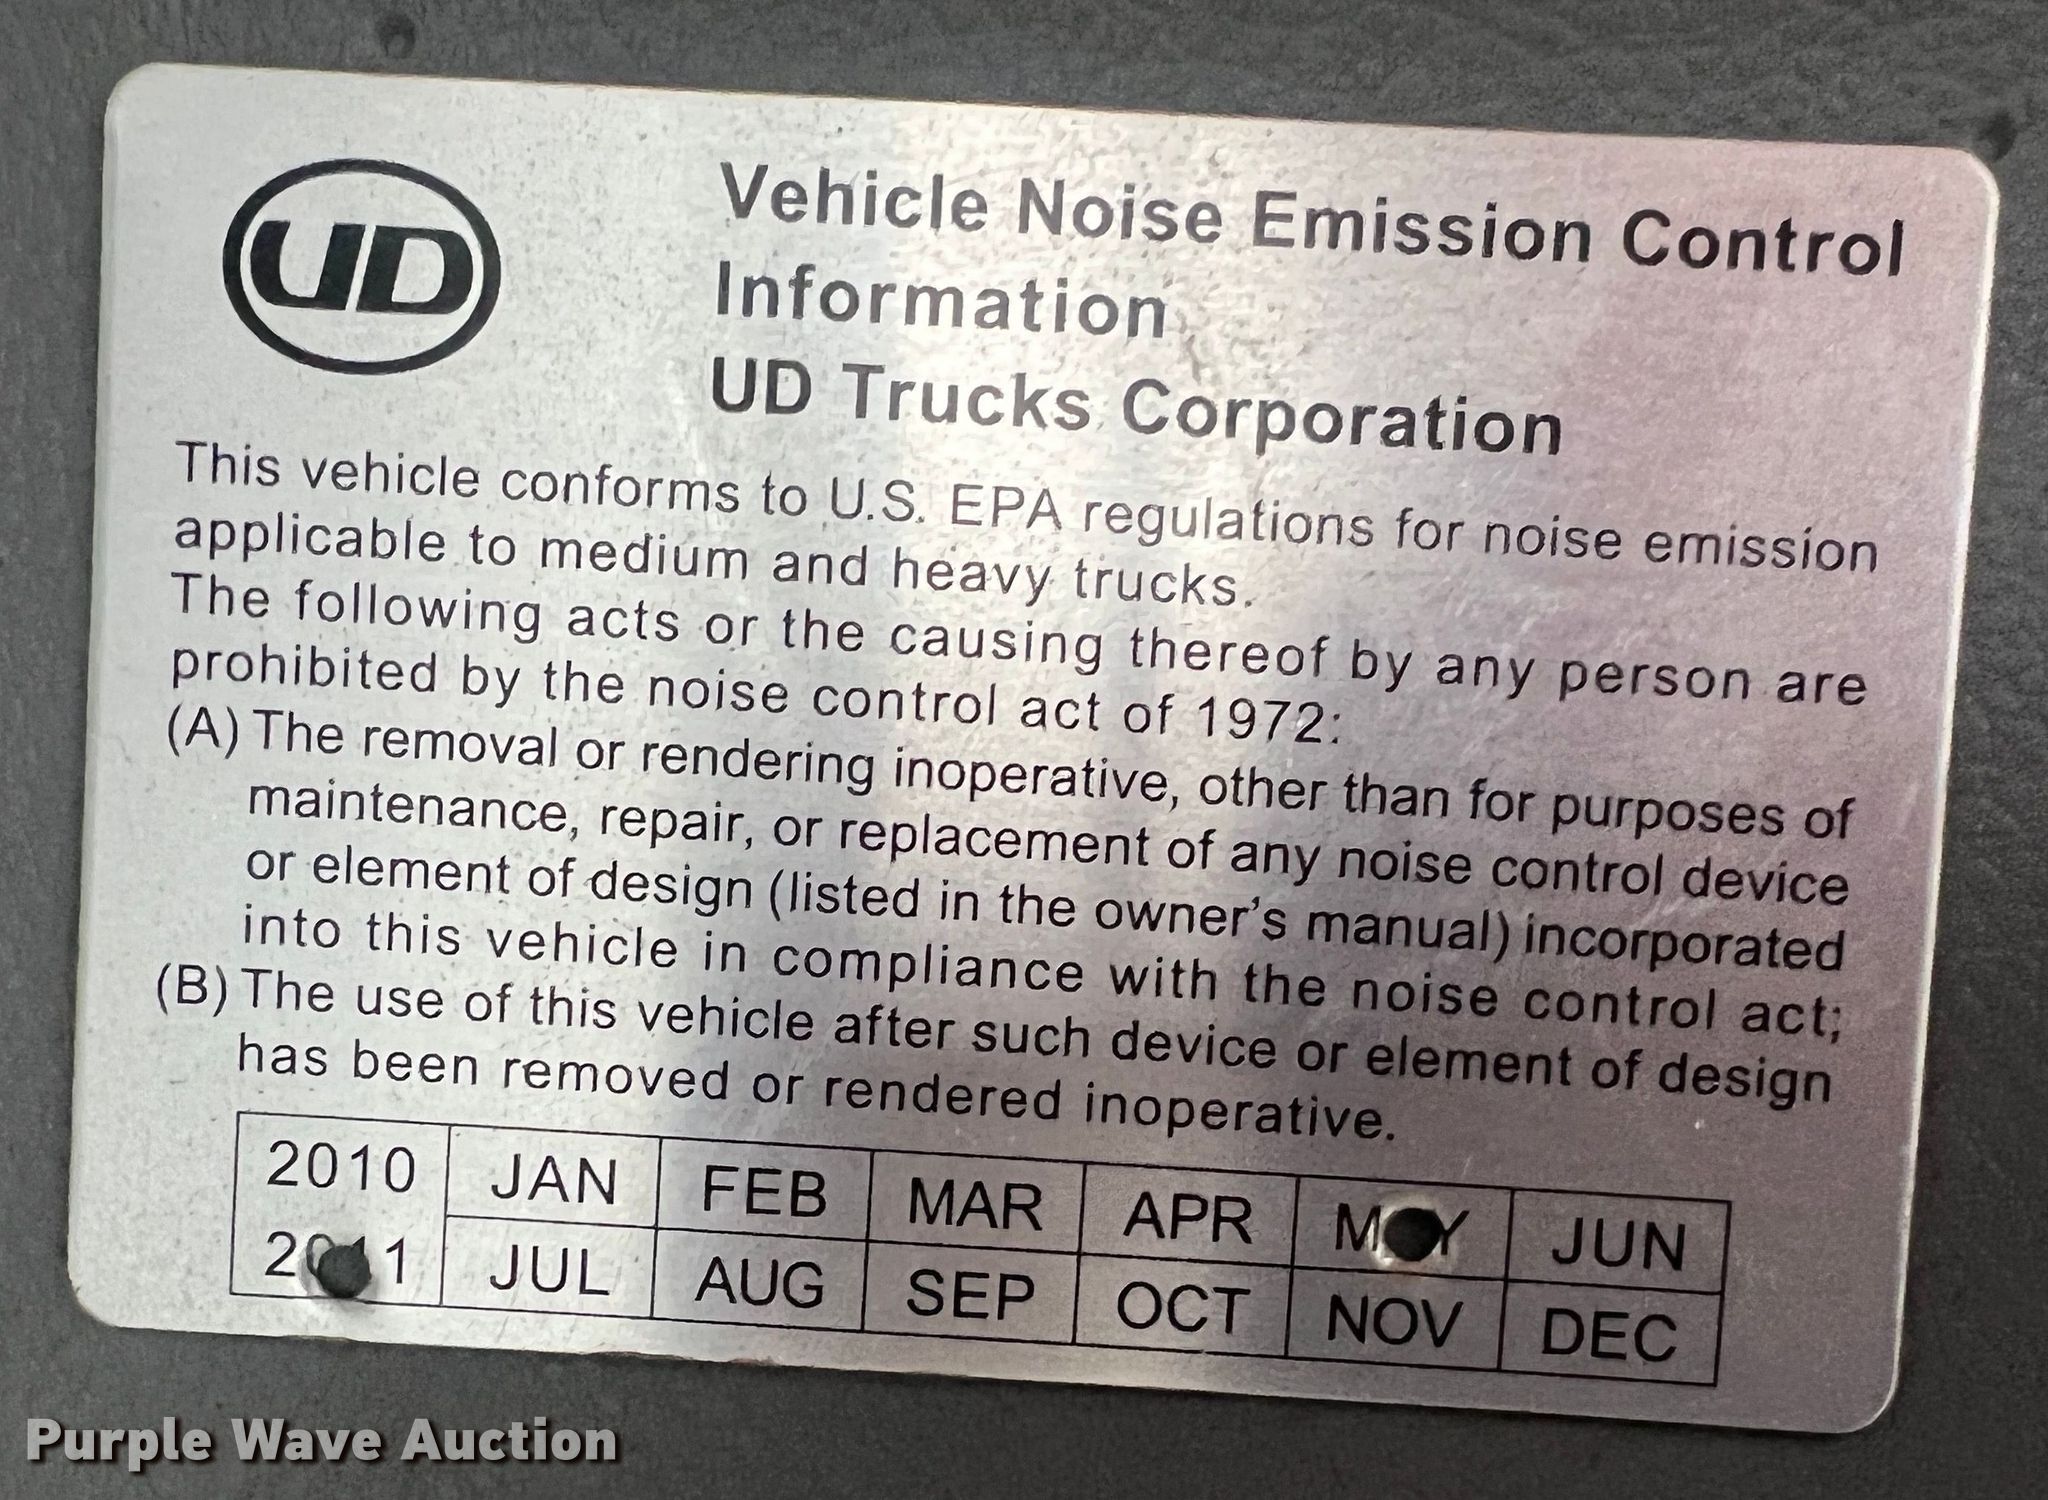 UD
Vehicle Noise Emission Control
Information
UD Trucks Corporation
This vehicle conforms to U.S. EPA regulations for noise emission
applicable to medium and heavy trucks.
The following acts or the causing thereof by any person are
prohibited by the noise control act of 1972:
(A) The removal or rendering inoperative, other than for purposes of
maintenance, repair, or replacement of any noise control device
or element of design (listed in the owner's manual) incorporated
into this vehicle in compliance with the noise control act;
(B) The use of this vehicle after such device or element of design
has been removed or rendered inoperative.
2010 JAN FEB MAR APR MAY JUN
2011 JUL AUG SEP OCT NOV DEC
Purple Wave Auction